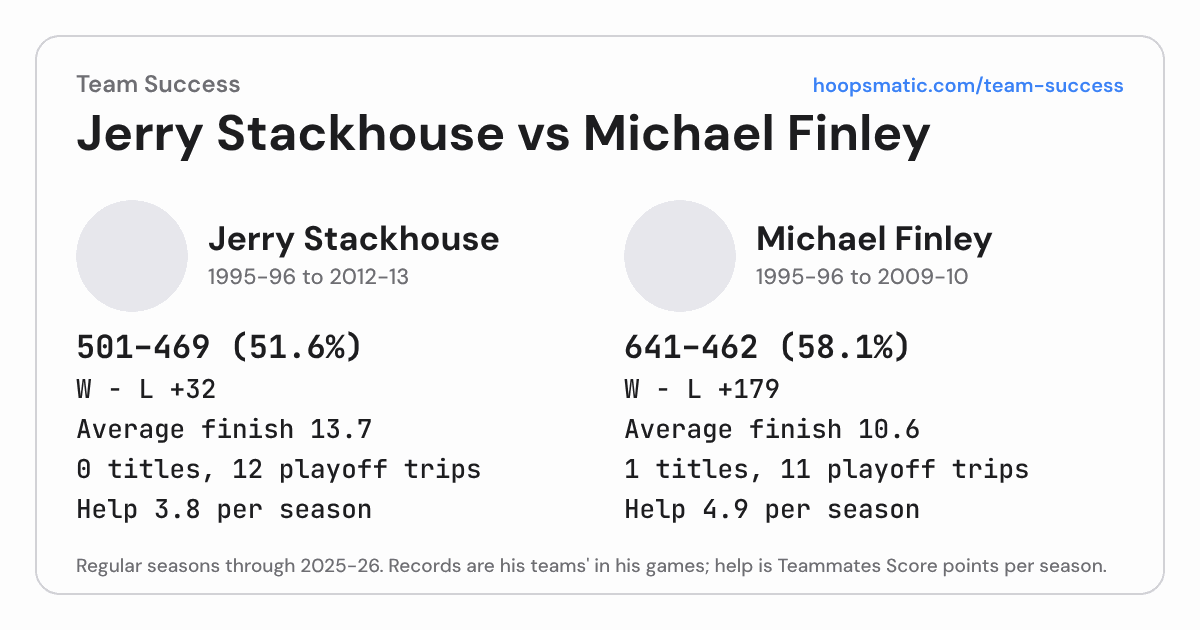 Team Success
hoopsmatic.com/team-success
Jerry Stackhouse vs Michael Finley
Jerry Stackhouse
1995-96 to 2012-13
501-469 (51.6%)
W - L +32
Average finish 13.7
0 titles, 12 playoff trips
Help 3.8 per season
Michael Finley
1995-96 to 2009-10
641-462 (58.1%)
W - L +179
Average finish 10.6
1 titles, 11 playoff trips
Help 4.9 per season
Regular seasons through 2025-26. Records are his teams' in his games; help is Teammates Score points per season.